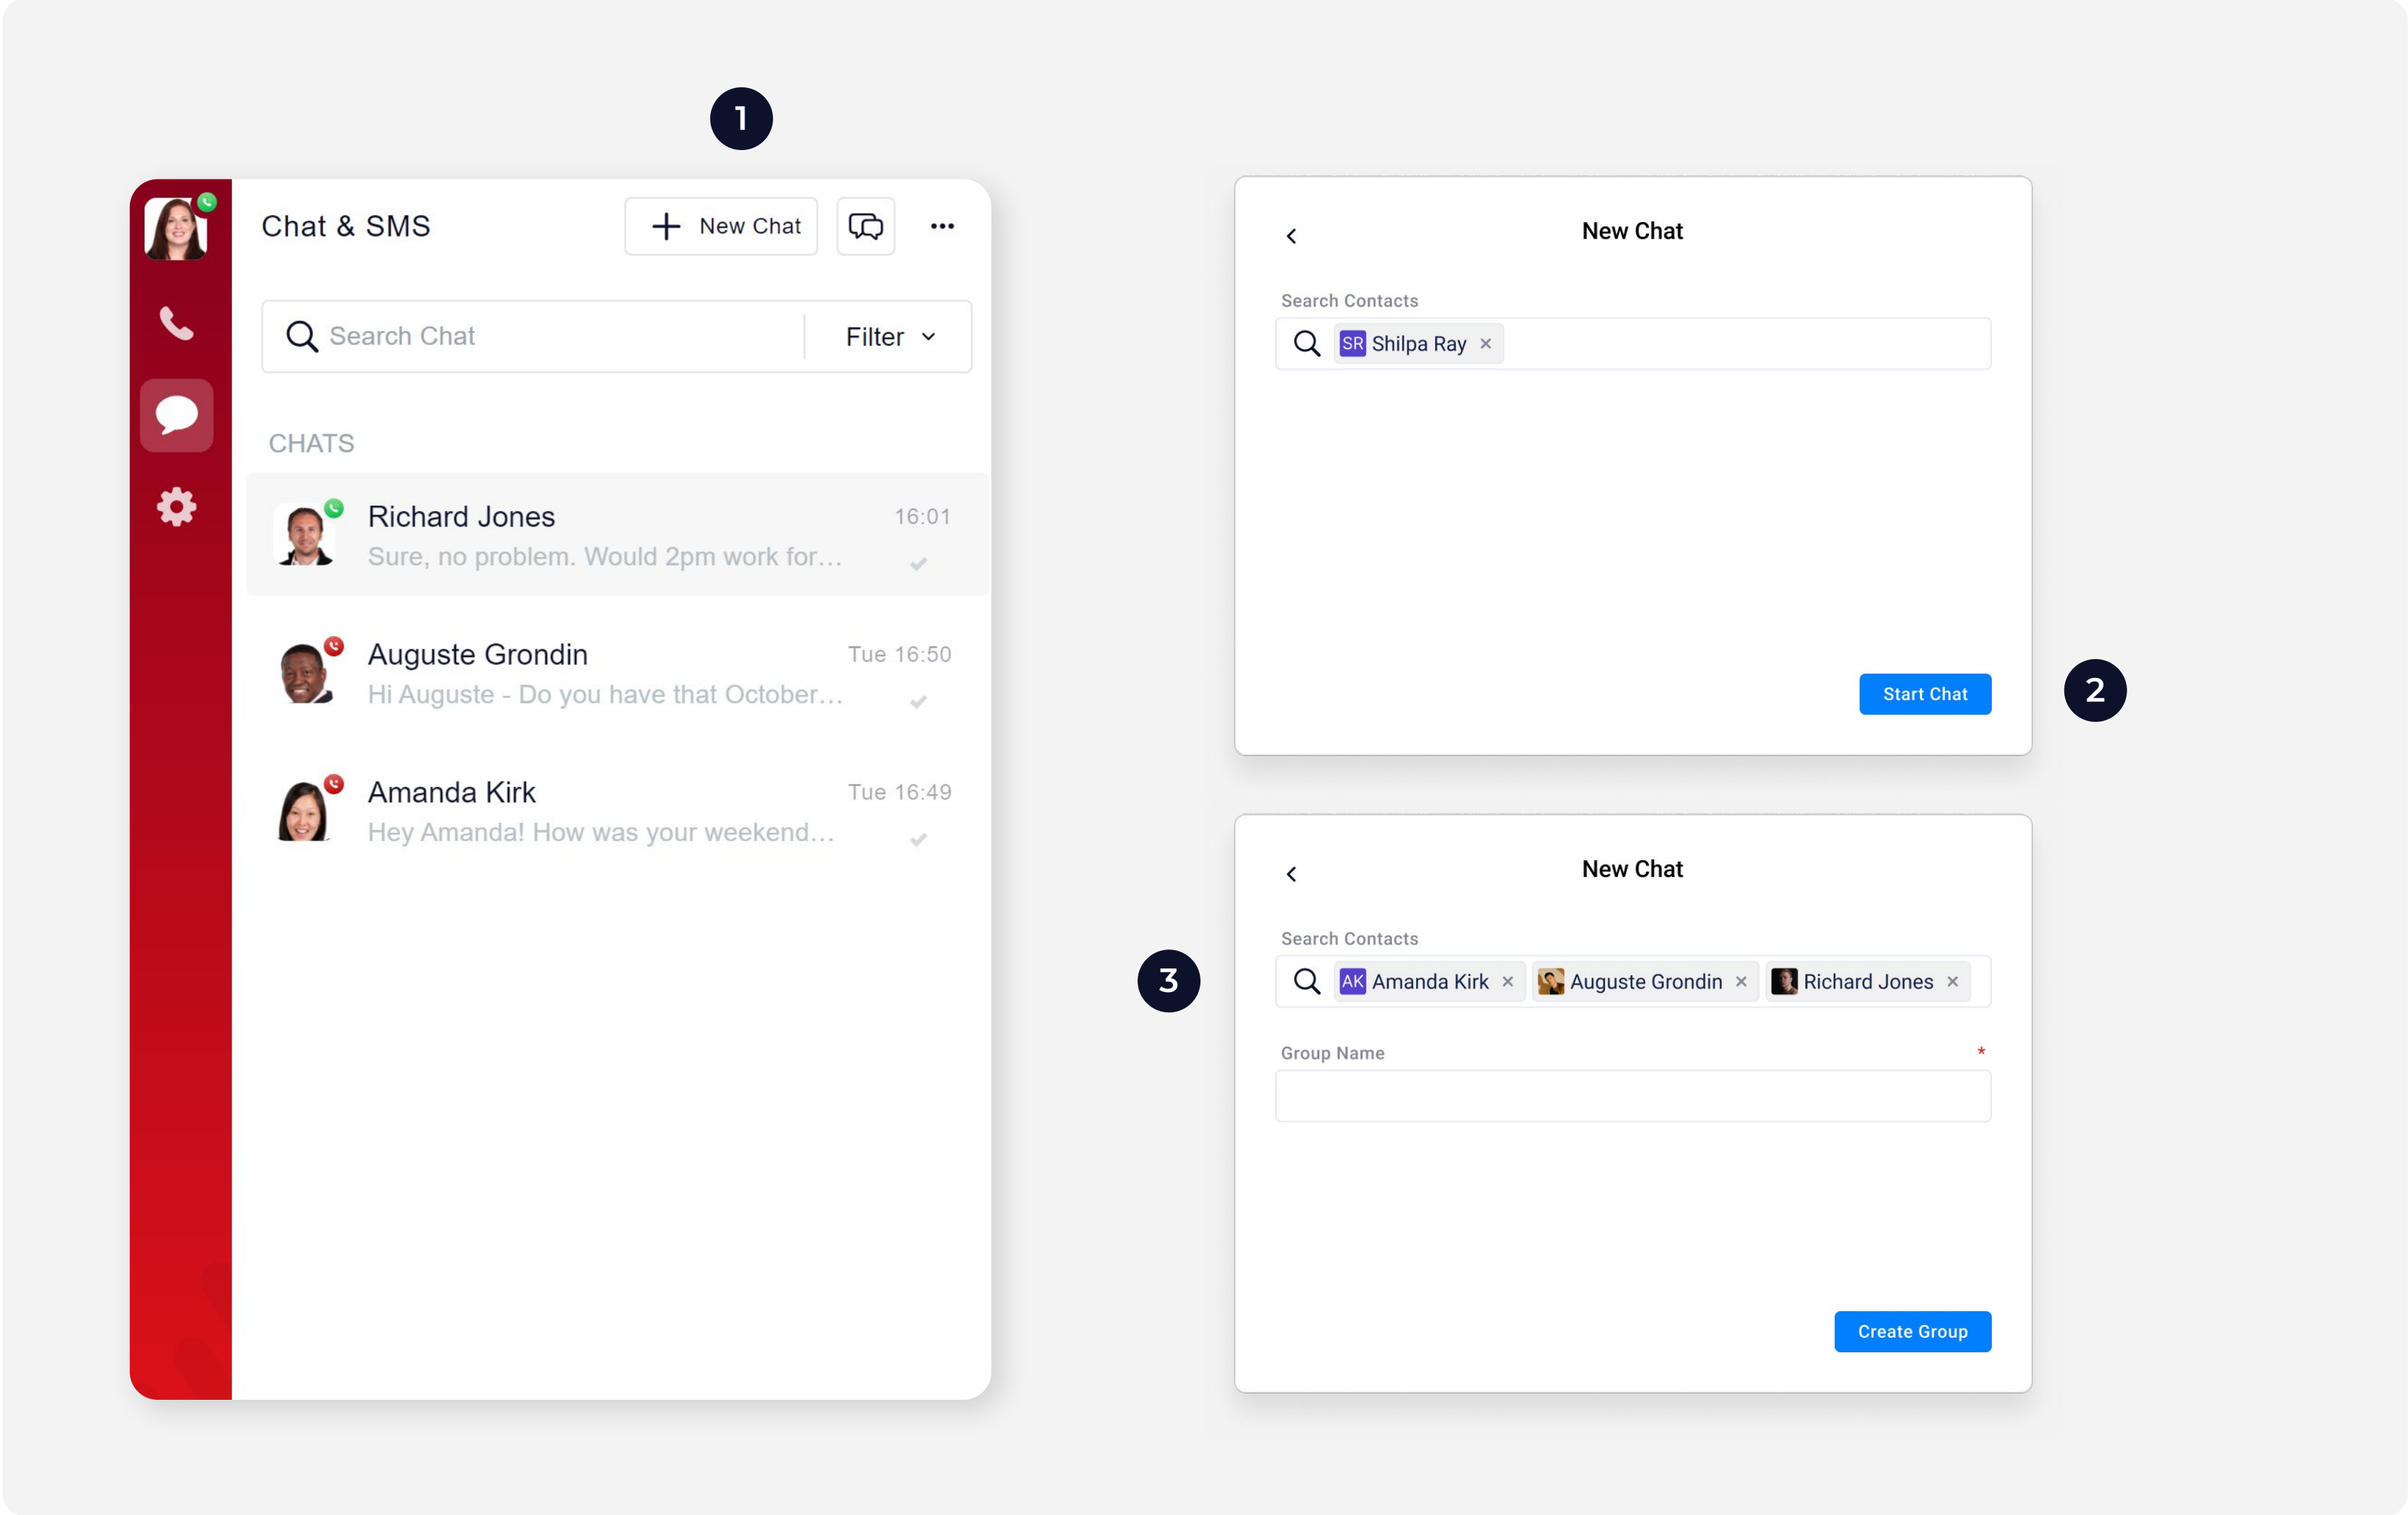 1
Chat & SMS
New Chat
Search Chat
Filter
CHATS
Richard Jones
16:01
Sure, no problem. Would 2pm work for...
Auguste Grondin
Tue 16:50
Hi Auguste - Do you have that October...
Amanda Kirk
Tue 16:49
Hey Amanda! How was your weekend...
New Chat
Search Contacts
SR Shilpa Ray ×
Start Chat
2
New Chat
Search Contacts
3
AK Amanda Kirk × Auguste Grondin × Richard Jones ×
Group Name *
Create Group